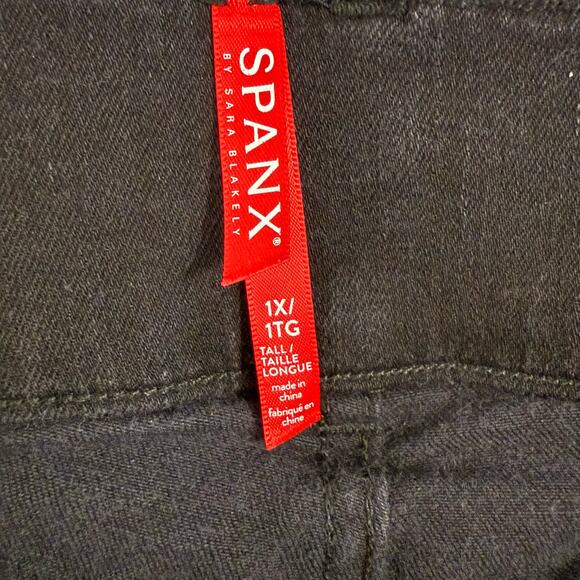 SPANX®
BY SARA BLAKELY
1X/
1TG
TALL/
TAILLE
LONGUE
made in
china
fabriqué en
chine